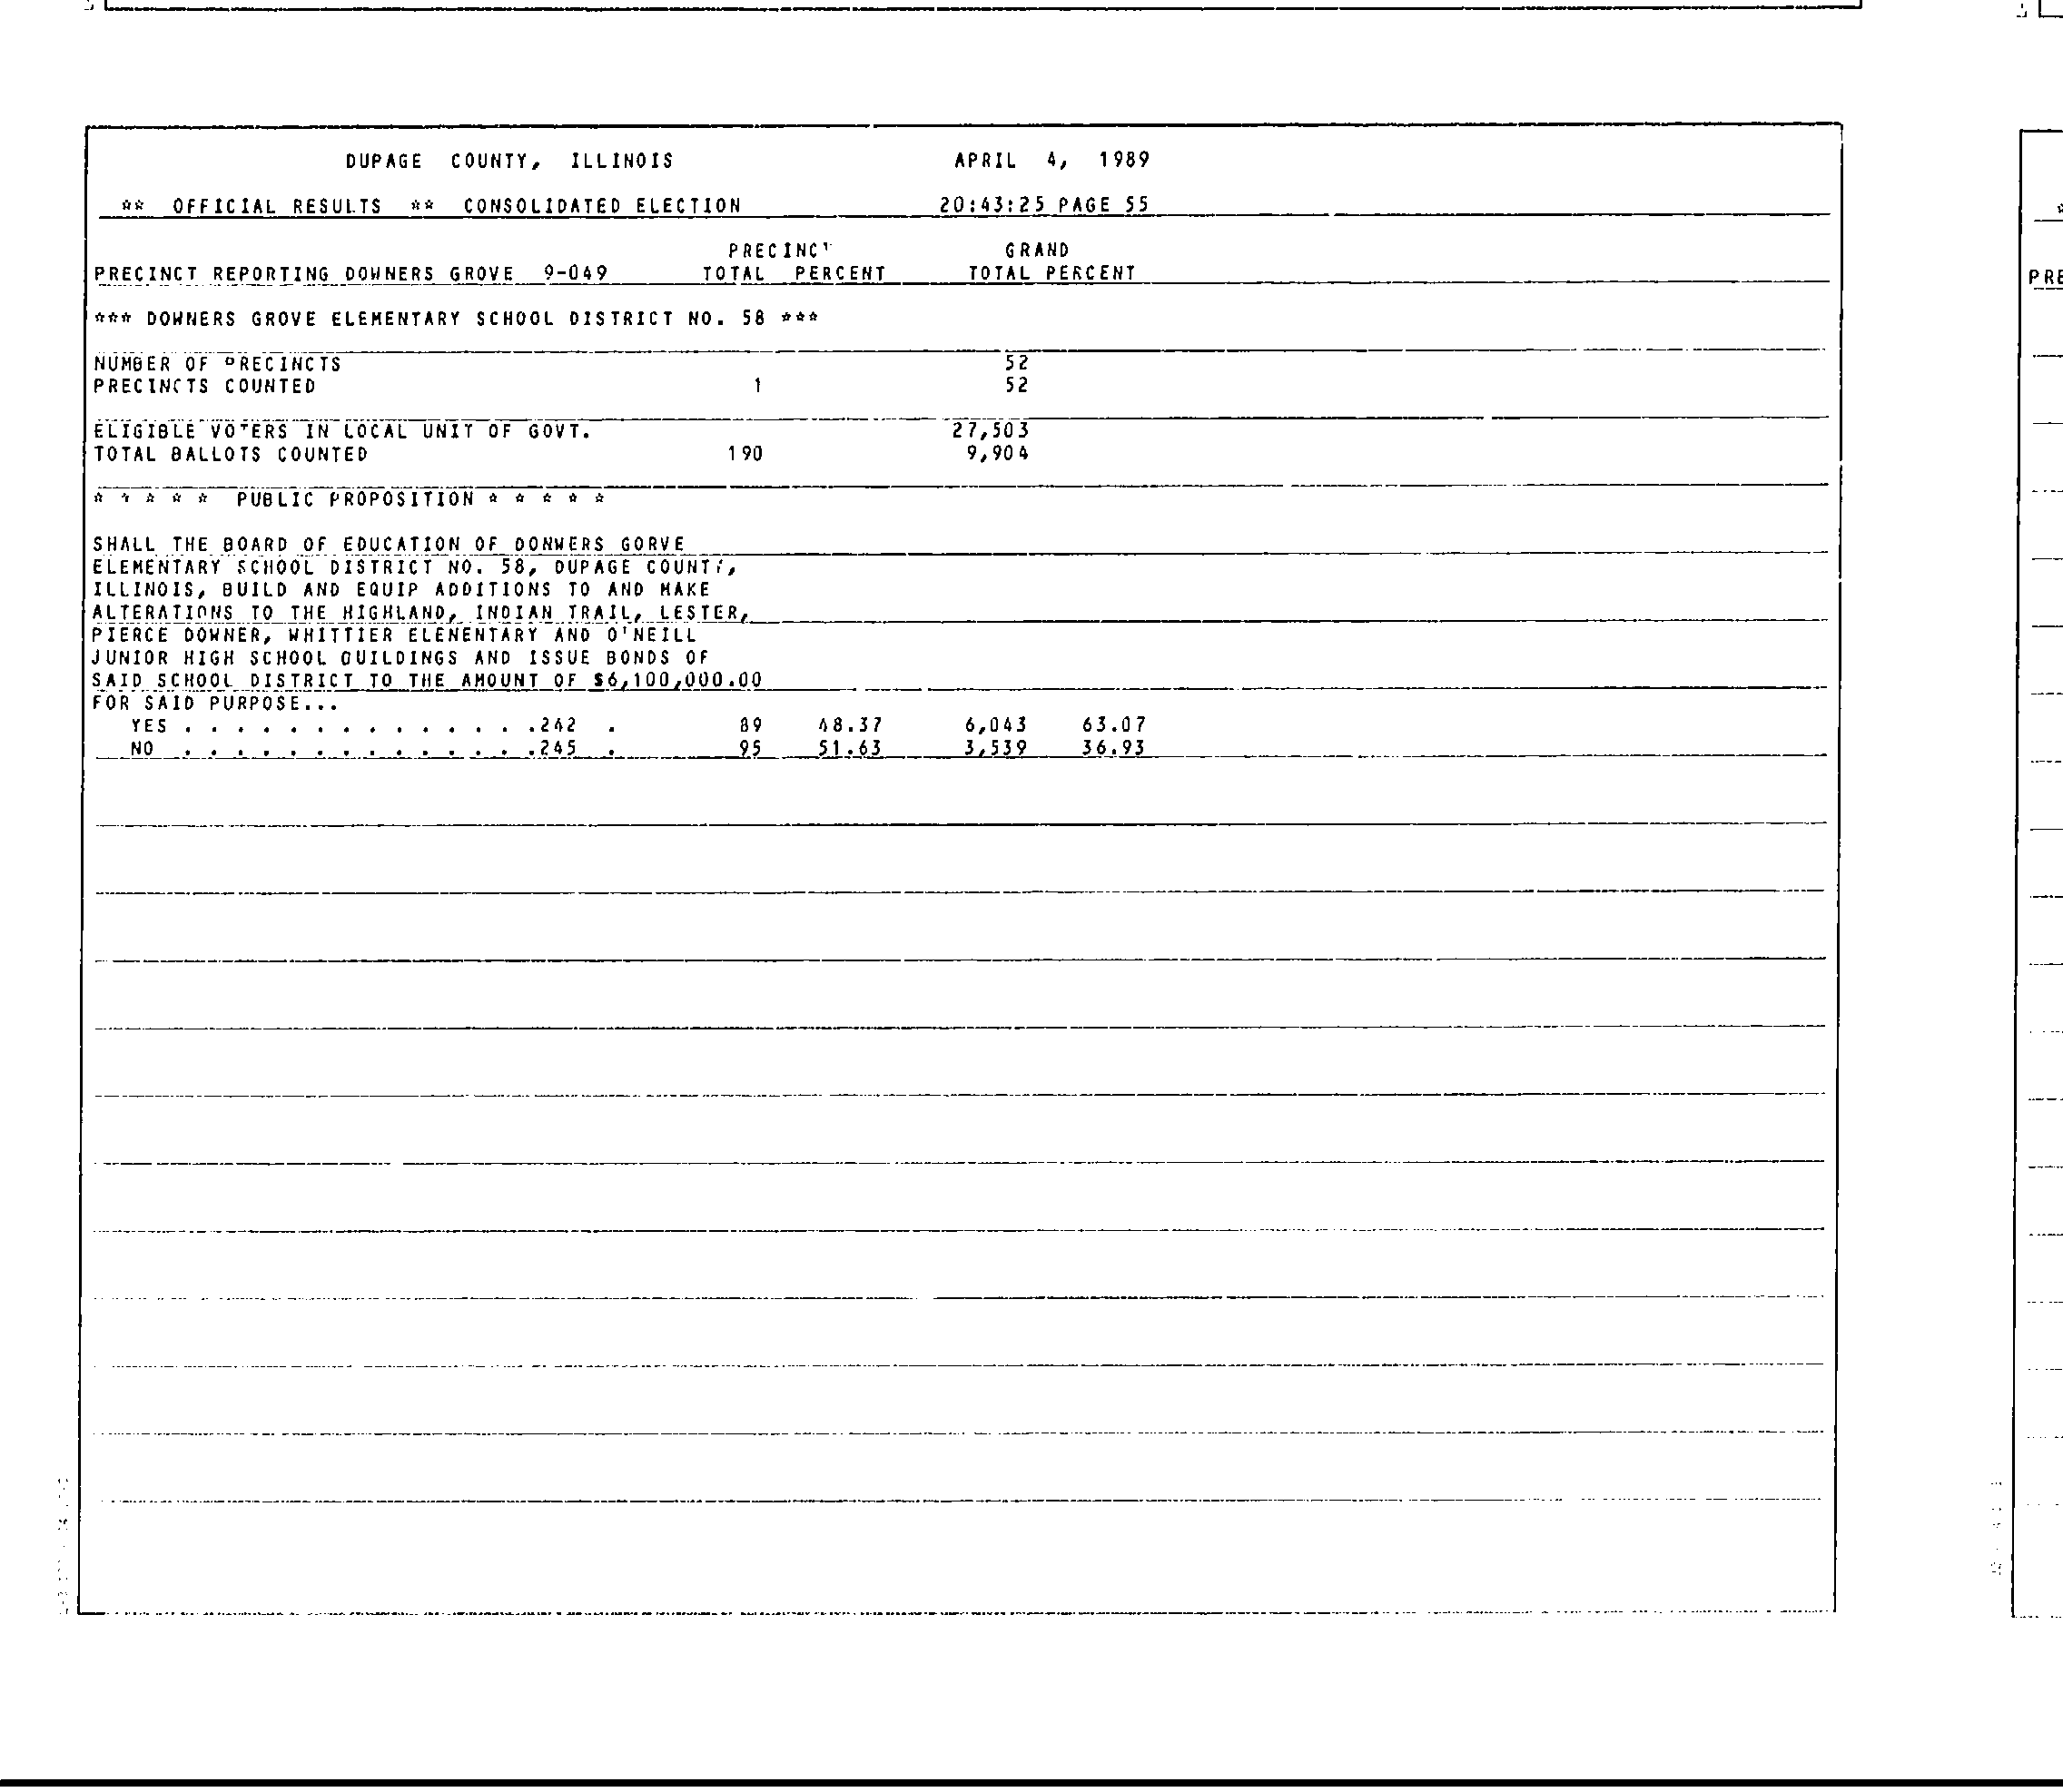 DUPAGE COUNTY, ILLINOIS APRIL 4, 1989
** OFFICIAL RESULTS ** CONSOLIDATED ELECTION 20:43:25 PAGE 55
PRECINCT GRAND
PRECINCT REPORTING DOWNERS GROVE 9-049 TOTAL PERCENT TOTAL PERCENT
*** DOWNERS GROVE ELEMENTARY SCHOOL DISTRICT NO. 58 ***
NUMBER OF PRECINCTS 52
PRECINCTS COUNTED 1 52
ELIGIBLE VOTERS IN LOCAL UNIT OF GOVT. 27,503
TOTAL BALLOTS COUNTED 190 9,904
* * * * * PUBLIC PROPOSITION * * * * *
SHALL THE BOARD OF EDUCATION OF DONWERS GORVE
ELEMENTARY SCHOOL DISTRICT NO. 58, DUPAGE COUNTY,
ILLINOIS, BUILD AND EQUIP ADDITIONS TO AND MAKE
ALTERATIONS TO THE HIGHLAND, INDIAN TRAIL, LESTER,
PIERCE DOWNER, WHITTIER ELENENTARY AND O'NEILL
JUNIOR HIGH SCHOOL OUILDINGS AND ISSUE BONDS OF
SAID SCHOOL DISTRICT TO THE AMOUNT OF $6,100,000.00
FOR SAID PURPOSE...
YES . . . . . . . . . . . . . .242 . 89 48.37 6,043 63.07
NO . . . . . . . . . . . . . .245 . 95 51.63 3,539 36.93
PRE